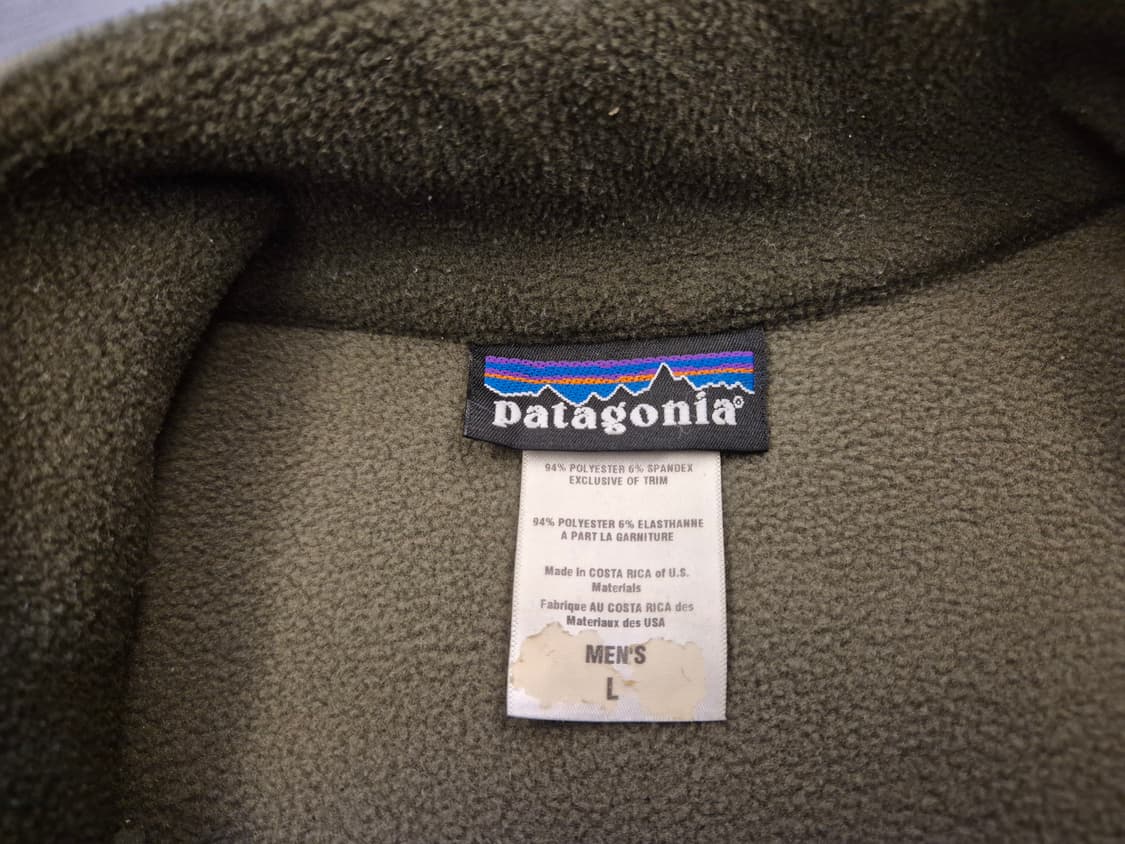 patagonia®
94% POLYESTER 6% SPANDEX
EXCLUSIVE OF TRIM
94% POLYESTER 6% ELASTHANNE
A PART LA GARNITURE
Made in COSTA RICA of U.S.
Materials
Fabrique AU COSTA RICA des
Materiaux des USA
MEN'S
L